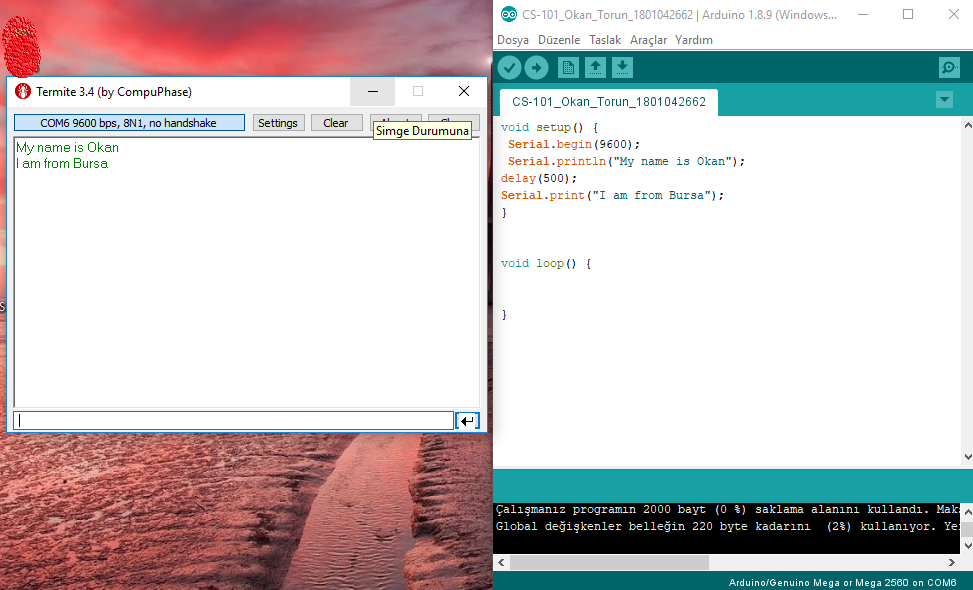 Termite 3.4 (by CompuPhase)
COM6 9600 bps, 8N1, no handshake
Settings
Clear
Simge Durumuna
My name is Okan
I am from Bursa
CS-101_Okan_Torun_1801042662 | Arduino 1.8.9 (Windows...
Dosya Düzenle Taslak Araçlar Yardım
CS-101_Okan_Torun_1801042662
void setup() {
Serial.begin(9600);
Serial.println("My name is Okan");
delay(500);
Serial.print("I am from Bursa");
}
void loop() {
}
Çalışmanız programın 2000 bayt (0 %) saklama alanını kullandı.
Global değişkenler belleğin 220 byte kadarını (2%) kullanıyor.
Arduino/Genuino Mega or Mega 2560 on COM6